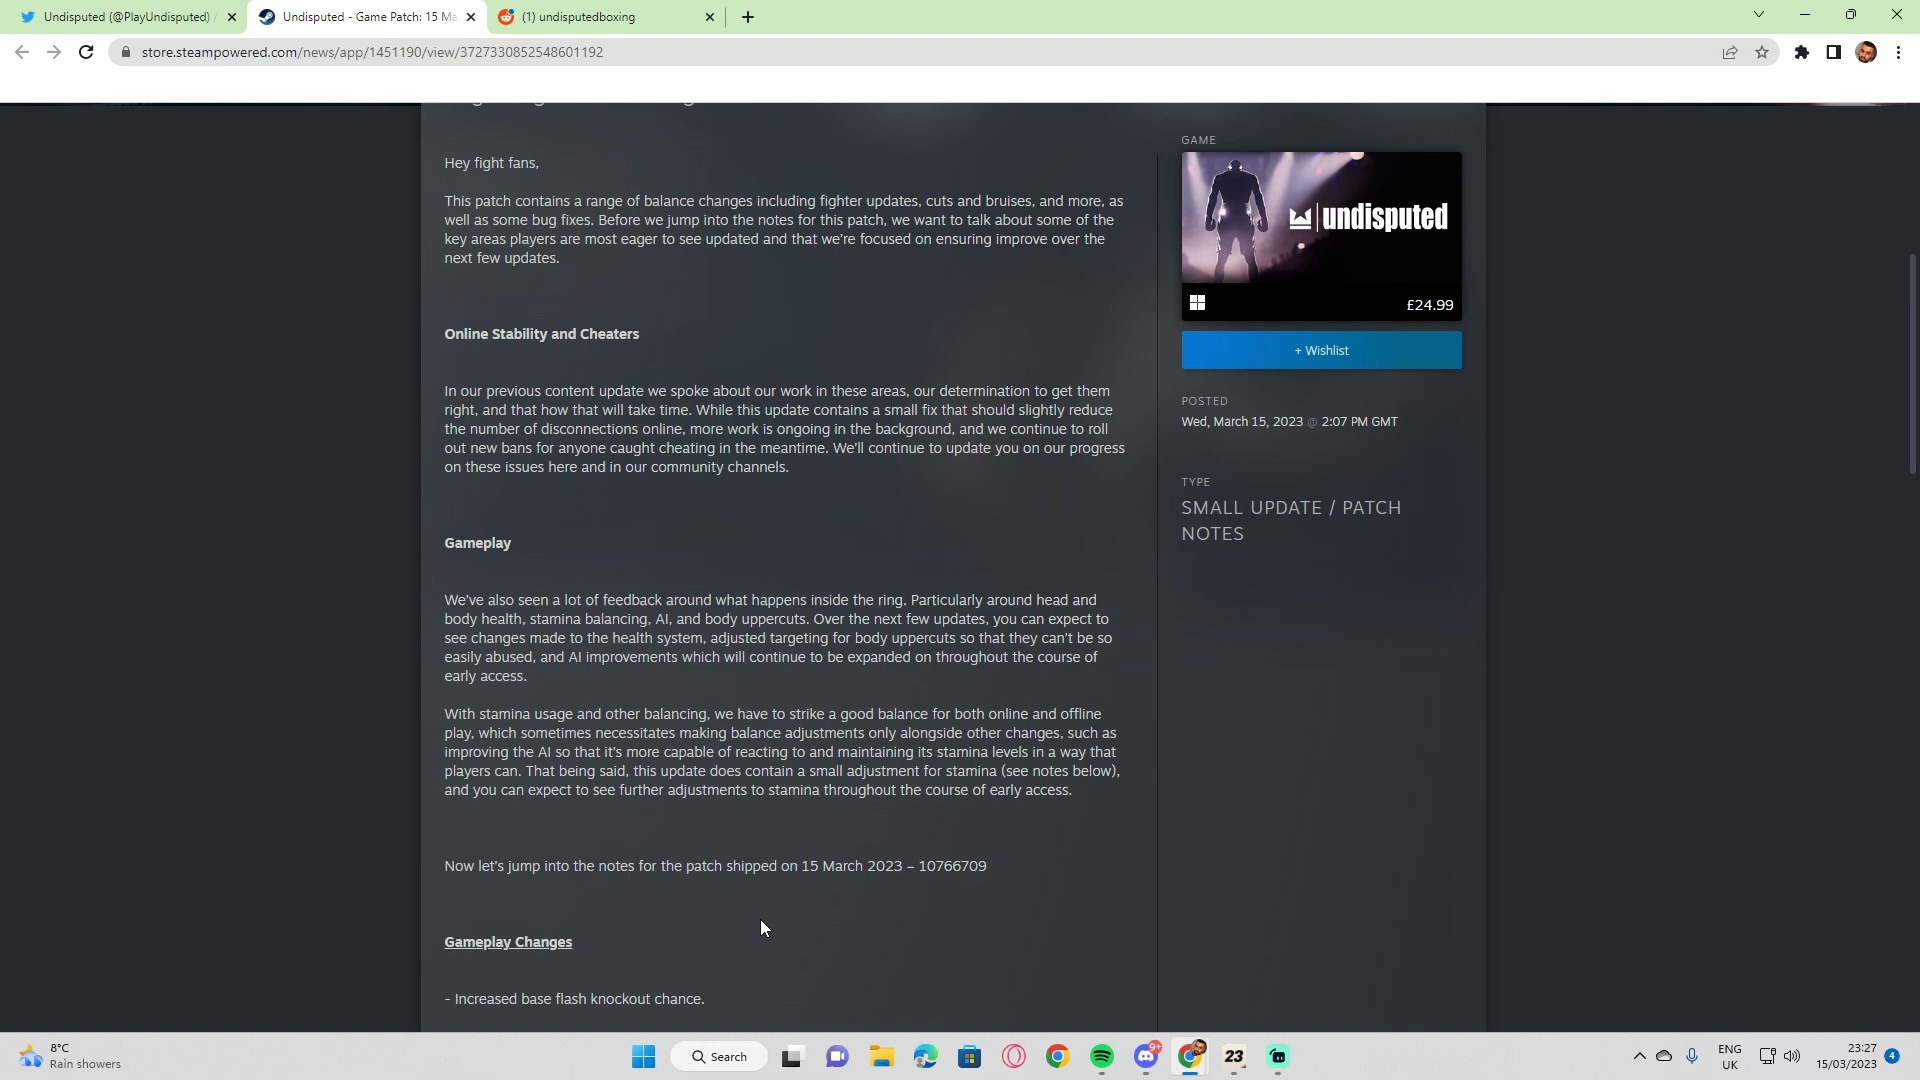 Undisputed (@PlayUndisputed) /
Undisputed - Game Patch: 15 Ma
(1) undisputedboxing
store.steampowered.com/news/app/1451190/view/3727330852548601192
Hey fight fans,
This patch contains a range of balance changes including fighter updates, cuts and bruises, and more, as
well as some bug fixes. Before we jump into the notes for this patch, we want to talk about some of the
key areas players are most eager to see updated and that we're focused on ensuring improve over the
next few updates.
Online Stability and Cheaters
In our previous content update we spoke about our work in these areas, our determination to get them
right, and that how that will take time. While this update contains a small fix that should slightly reduce
the number of disconnections online, more work is ongoing in the background, and we continue to roll
out new bans for anyone caught cheating in the meantime. We'll continue to update you on our progress
on these issues here and in our community channels.
Gameplay
We've also seen a lot of feedback around what happens inside the ring. Particularly around head and
body health, stamina balancing, AI, and body uppercuts. Over the next few updates, you can expect to
see changes made to the health system, adjusted targeting for body uppercuts so that they can't be so
easily abused, and AI improvements which will continue to be expanded on throughout the course of
early access.
With stamina usage and other balancing, we have to strike a good balance for both online and offline
play, which sometimes necessitates making balance adjustments only alongside other changes, such as
improving the AI so that it's more capable of reacting to and maintaining its stamina levels in a way that
players can. That being said, this update does contain a small adjustment for stamina (see notes below),
and you can expect to see further adjustments to stamina throughout the course of early access.
Now let's jump into the notes for the patch shipped on 15 March 2023 – 10766709
Gameplay Changes
- Increased base flash knockout chance.
GAME
undisputed
£24.99
+ Wishlist
POSTED
Wed, March 15, 2023 @ 2:07 PM GMT
TYPE
SMALL UPDATE / PATCH
NOTES
8°C
Rain showers
Search
9+
23
ENG
UK
23:27
15/03/2023
4